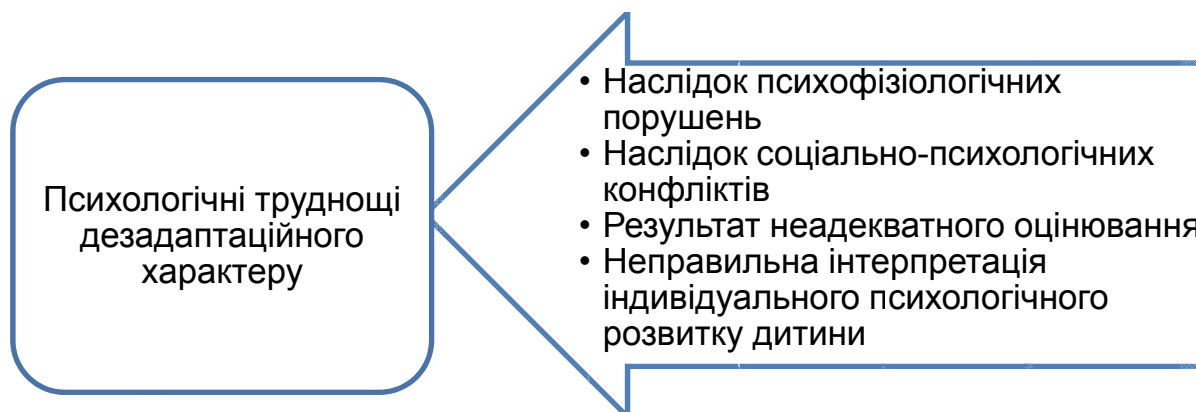 Психологічні труднощі
дезадаптаційного
характеру
• Наслідок психофізіологічних
порушень
• Наслідок соціально-психологічних
конфліктів
• Результат неадекватного оцінювання
• Неправильна інтерпретація
індивідуального психологічного
розвитку дитини